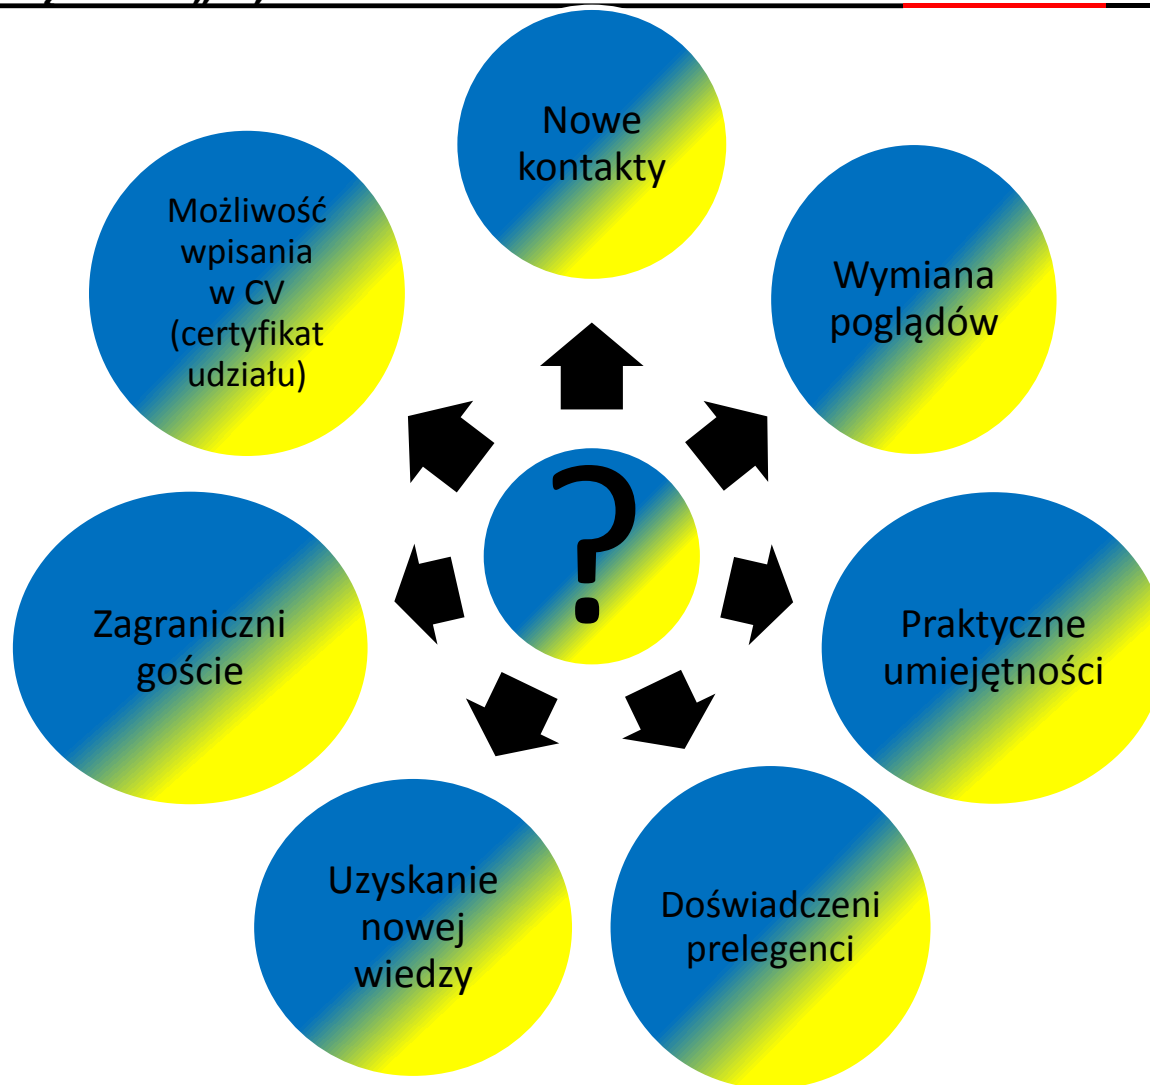 Nowe
kontakty
Wymiana
poglądów
Praktyczne
umiejętności
Doświadczeni
prelegenci
Uzyskanie
nowej
wiedzy
Zagraniczni
goście
Możliwość
wpisania
w CV
(certyfikat
udziału)
?